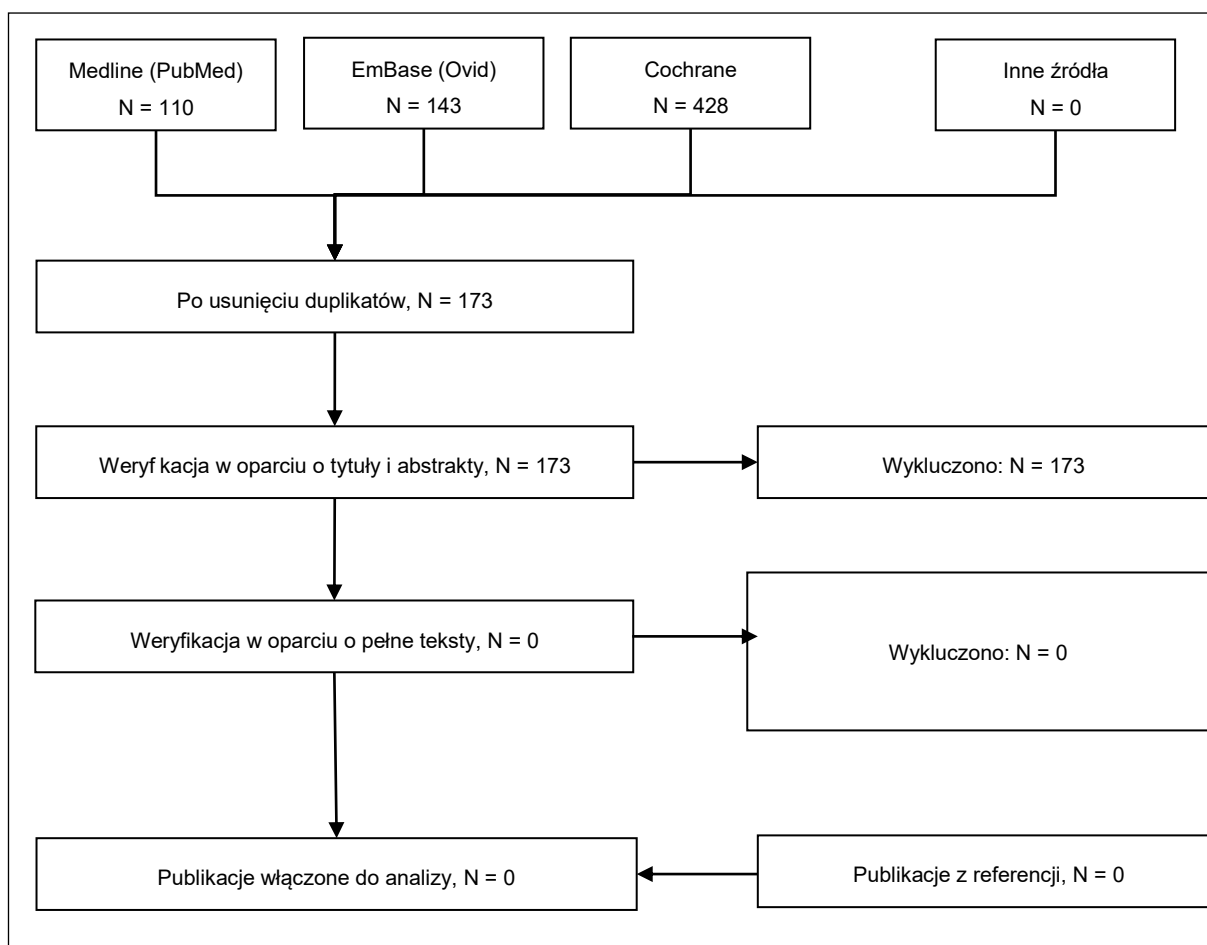 Medline (PubMed)
N = 110
EmBase (Ovid)
N = 143
Cochrane
N = 428
Inne źródła
N = 0
Po usunięciu duplikatów, N = 173
Weryf kacja w oparciu o tytuły i abstrakty, N = 173
Wykluczono: N = 173
Weryfikacja w oparciu o pełne teksty, N = 0
Wykluczono: N = 0
Publikacje włączone do analizy, N = 0
Publikacje z referencji, N = 0